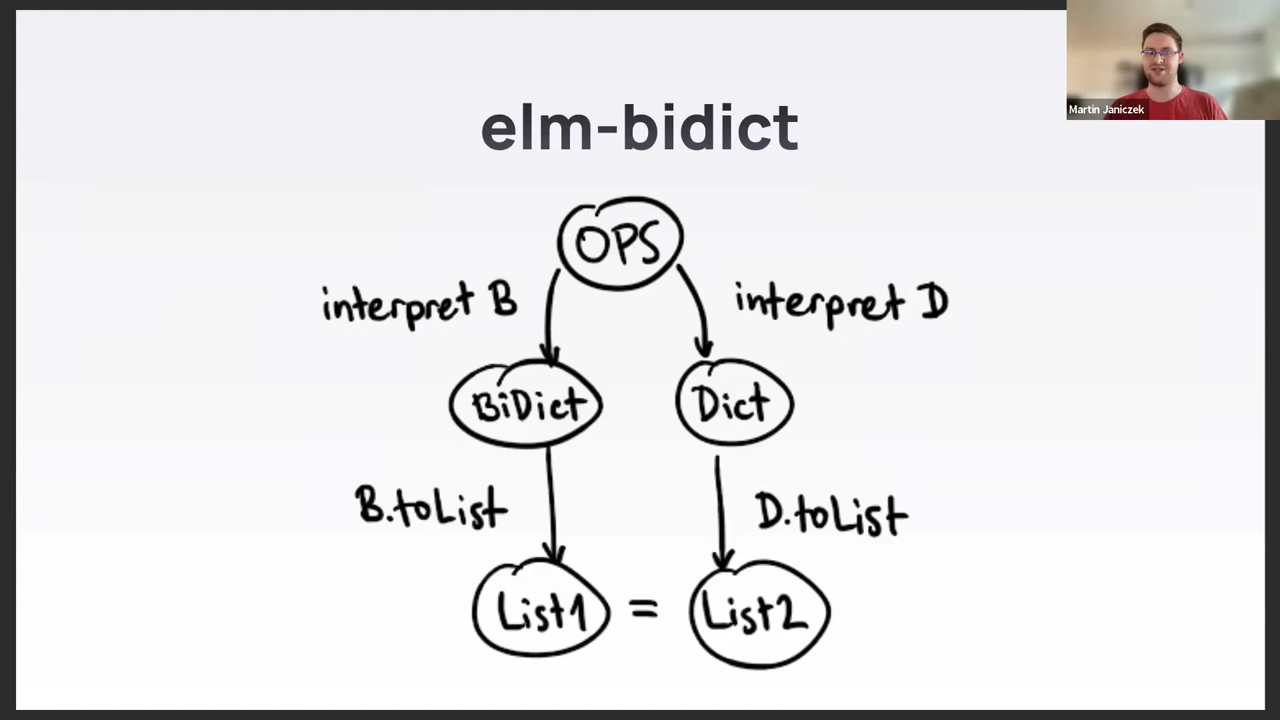 Martin Janiczek
elm-bidict
OPS
interpret B
interpret D
BiDict
Dict
B.toList
D.toList
List1 = List2